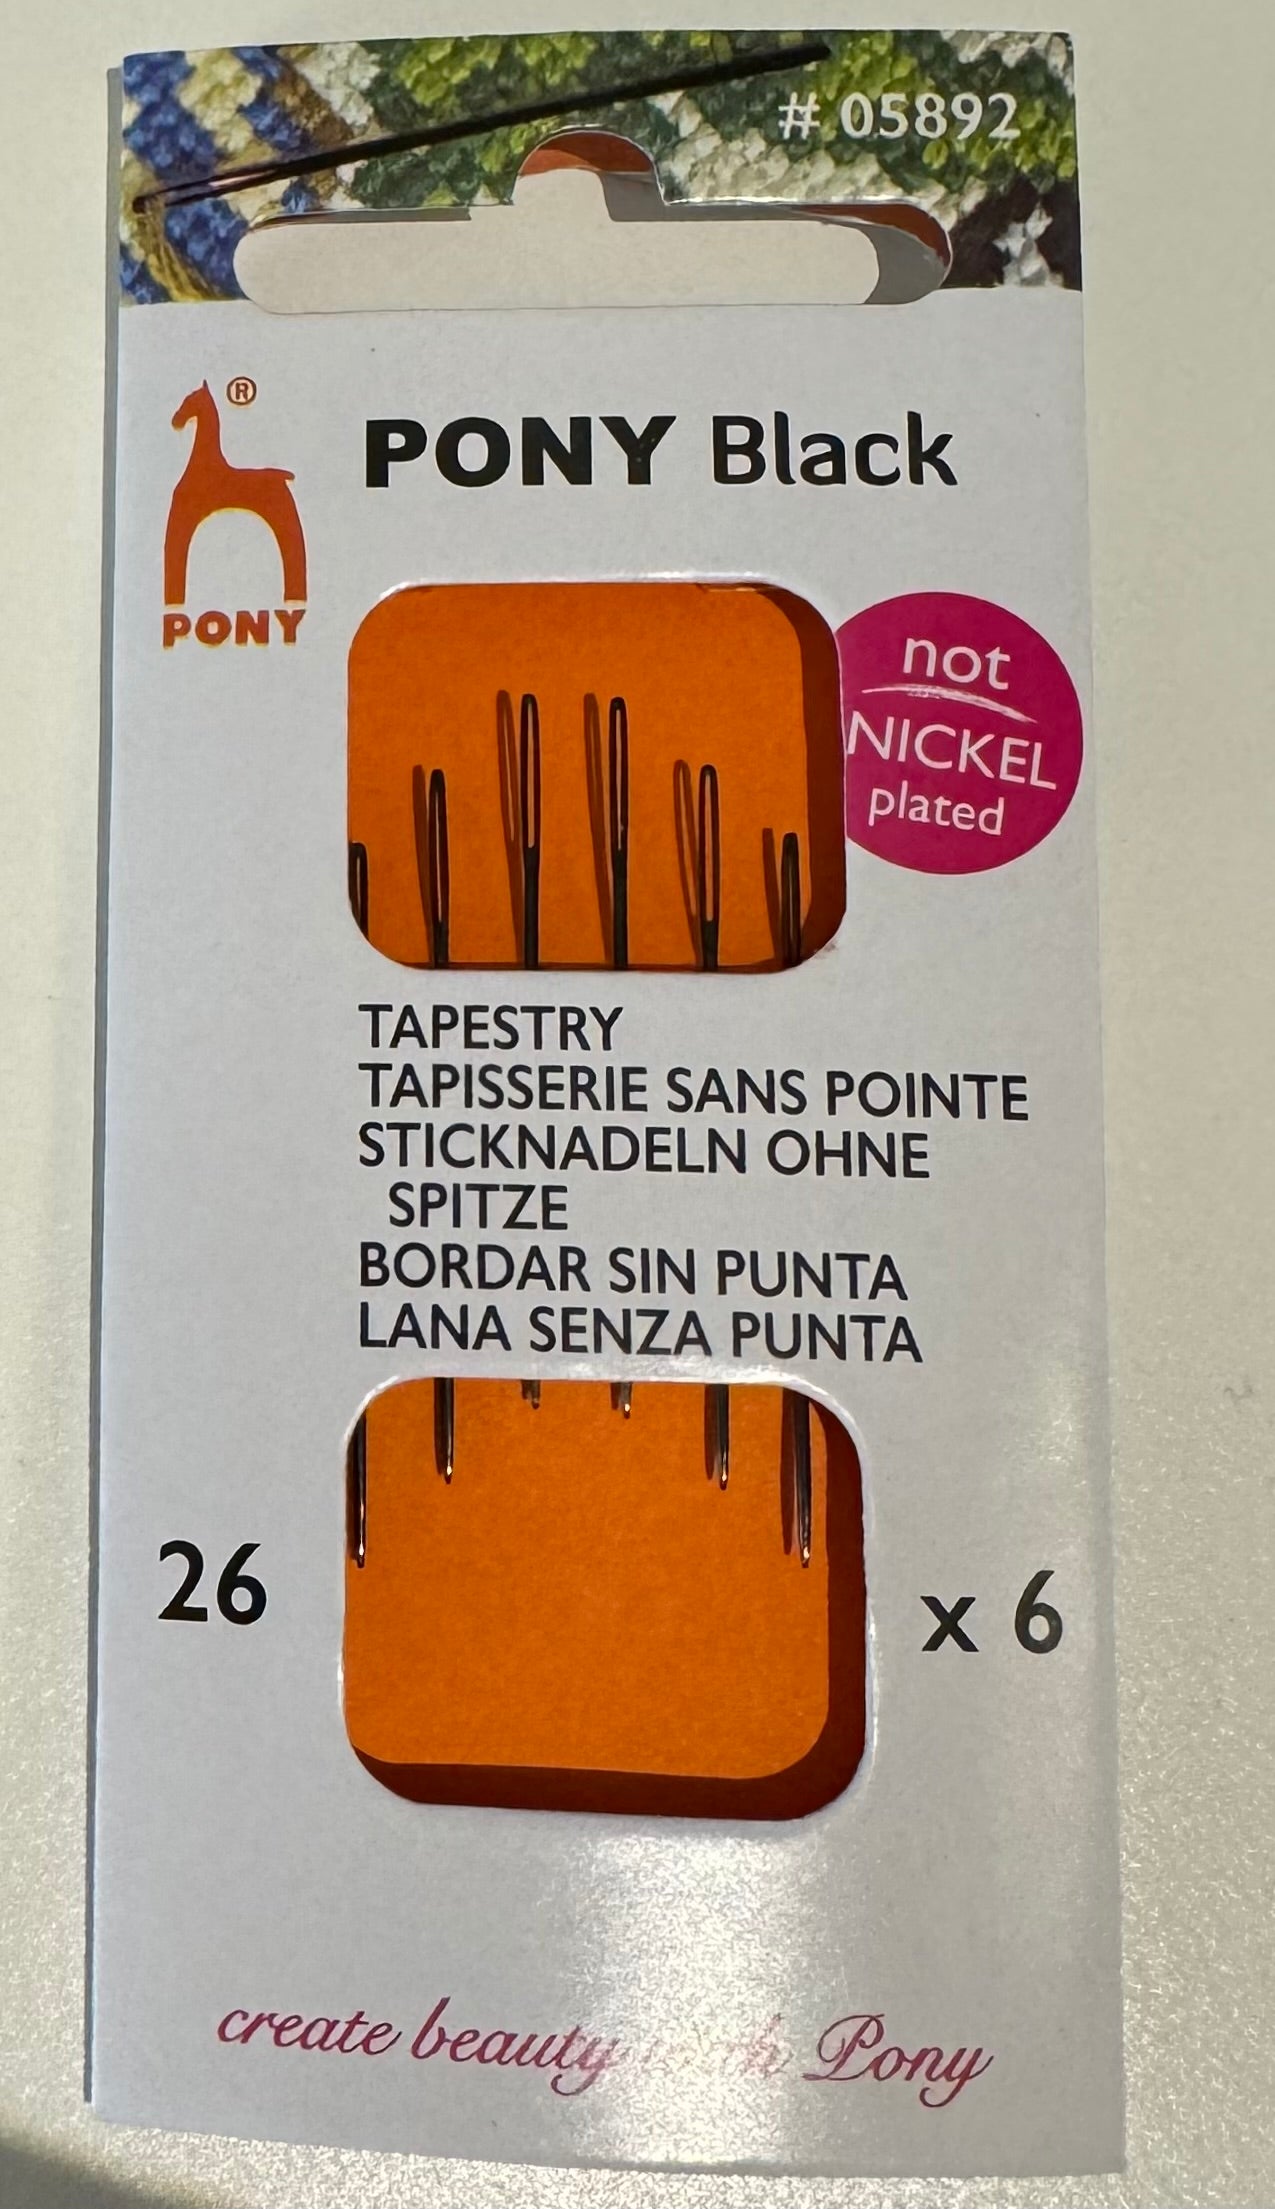 # 05892
®
PONY Black
PONY
not
NICKEL
plated
TAPESTRY
TAPISSERIE SANS POINTE
STICKNADELN OHNE
SPITZE
BORDAR SIN PUNTA
LANA SENZA PUNTA
26
x 6
create beauty Pony